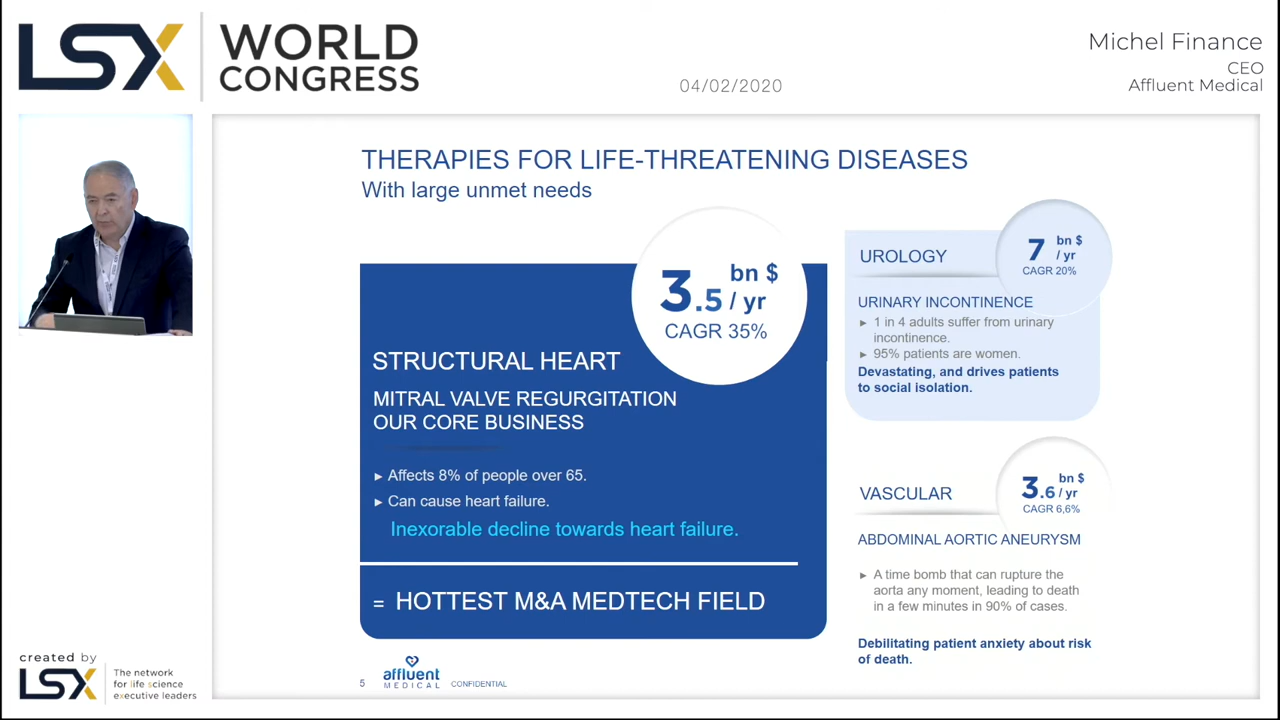 LSX
WORLD
CONGRESS
04/02/2020
Michel Finance
CEO
Affluent Medical
THERAPIES FOR LIFE-THREATENING DISEASES
With large unmet needs
3.5 bn $ / yr
CAGR 35%
STRUCTURAL HEART
MITRAL VALVE REGURGITATION
OUR CORE BUSINESS
► Affects 8% of people over 65.
► Can cause heart failure.
Inexorable decline towards heart failure.
= HOTTEST M&A MEDTECH FIELD
UROLOGY
7 bn $ / yr
CAGR 20%
URINARY INCONTINENCE
► 1 in 4 adults suffer from urinary
incontinence.
► 95% patients are women.
Devastating, and drives patients
to social isolation.
VASCULAR
3.6 bn $ / yr
CAGR 6,6%
ABDOMINAL AORTIC ANEURYSM
► A time bomb that can rupture the
aorta any moment, leading to death
in a few minutes in 90% of cases.
Debilitating patient anxiety about risk
of death.
5
affluent
MEDICAL
CONFIDENTIAL
created by
LSX
The network
for life science
executive leaders